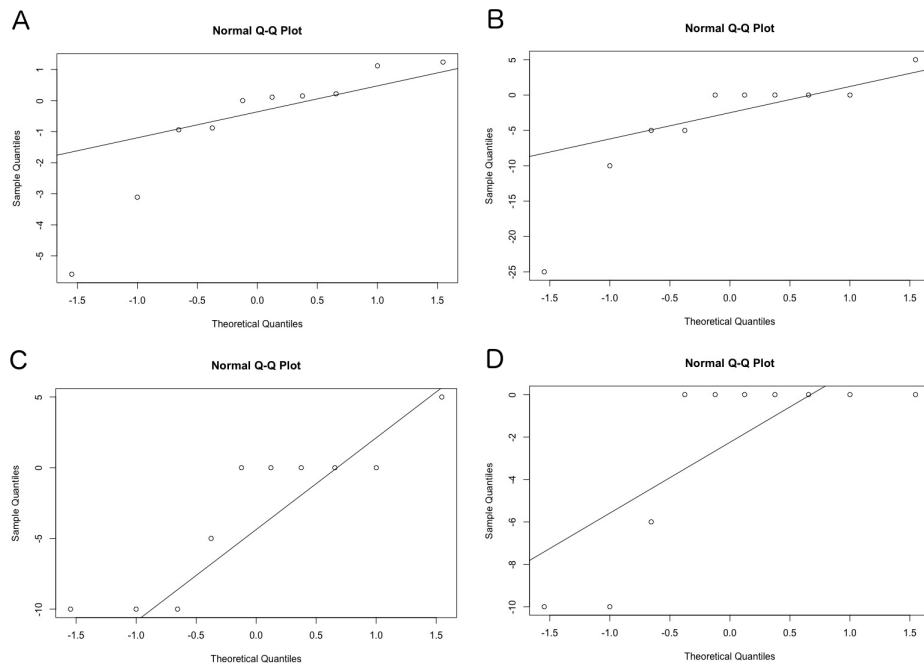 A
Normal Q-Q Plot
1
0
-1
-2
-3
-4
-5
Sample Quantiles
-1.5 -1.0 -0.5 0.0 0.5 1.0 1.5
Theoretical Quantiles
B
Normal Q-Q Plot
5
0
-5
-10
-15
-20
-25
Sample Quantiles
-1.5 -1.0 -0.5 0.0 0.5 1.0 1.5
Theoretical Quantiles
C
Normal Q-Q Plot
5
0
-5
-10
Sample Quantiles
-1.5 -1.0 -0.5 0.0 0.5 1.0 1.5
Theoretical Quantiles
D
Normal Q-Q Plot
0
-2
-4
-6
-8
-10
Sample Quantiles
-1.5 -1.0 -0.5 0.0 0.5 1.0 1.5
Theoretical Quantiles